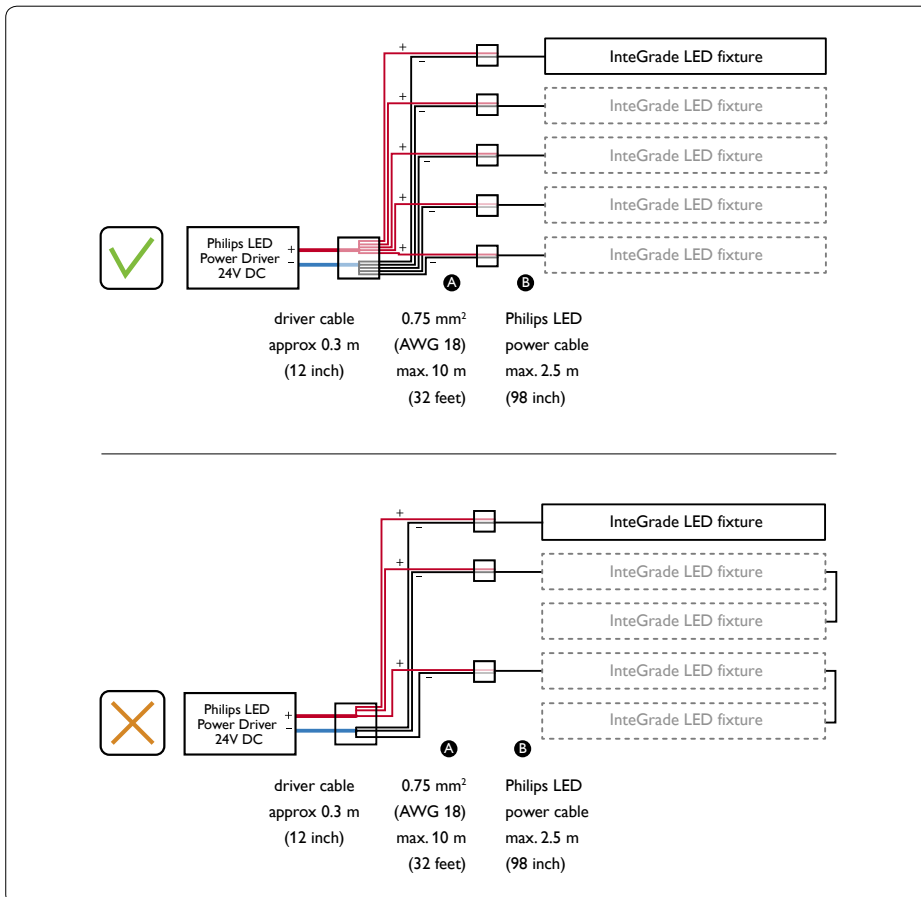 +
−
InteGrade LED fixture
+
−
InteGrade LED fixture
+
−
InteGrade LED fixture
+
−
InteGrade LED fixture
Philips LED
Power Driver
24V DC
+
−
+
−
InteGrade LED fixture
A
B
driver cable
approx 0.3 m
(12 inch)
0.75 mm²
(AWG 18)
max. 10 m
(32 feet)
Philips LED
power cable
max. 2.5 m
(98 inch)
+
−
InteGrade LED fixture
+
−
InteGrade LED fixture
InteGrade LED fixture
+
−
InteGrade LED fixture
Philips LED
Power Driver
24V DC
+
−
InteGrade LED fixture
A
B
driver cable
approx 0.3 m
(12 inch)
0.75 mm²
(AWG 18)
max. 10 m
(32 feet)
Philips LED
power cable
max. 2.5 m
(98 inch)